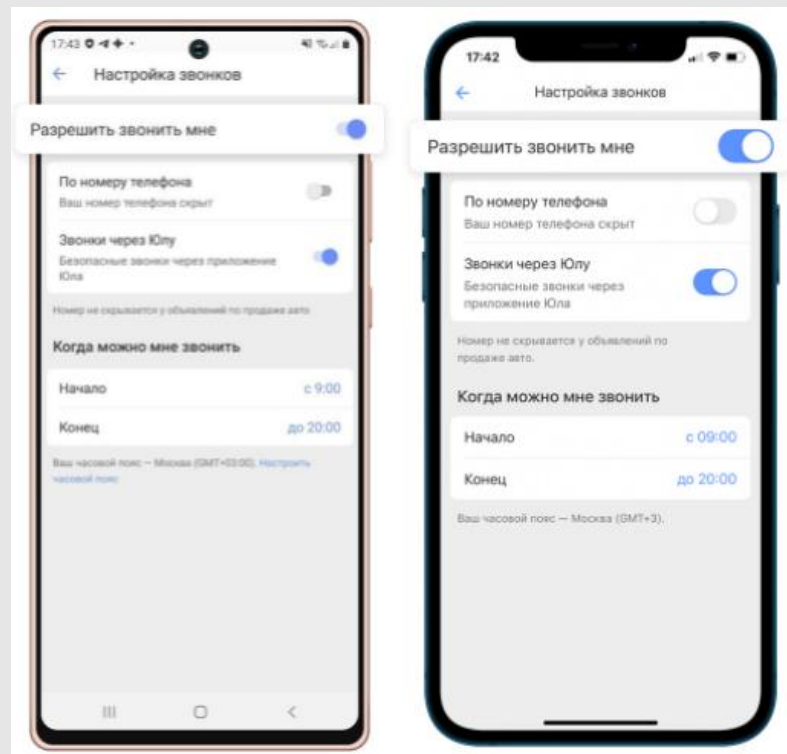 17:43
Настройка звонков
Разрешить звонить мне
По номеру телефона
Ваш номер телефона скрыт
Звонки через Юлу
Безопасные звонки через приложение
Юла
Номер не скрывается у объявлений по продаже авто
Когда можно мне звонить
Начало
с 9:00
Конец
до 20:00
Ваш часовой пояс — Москва (GMT+03:00). Настроить
часовой пояс
17:42
Настройка звонков
Разрешить звонить мне
По номеру телефона
Ваш номер телефона скрыт
Звонки через Юлу
Безопасные звонки через
приложение Юла
Номер не скрывается у объявлений по
продаже авто.
Когда можно мне звонить
Начало
с 09:00
Конец
до 20:00
Ваш часовой пояс — Москва (GMT+3).